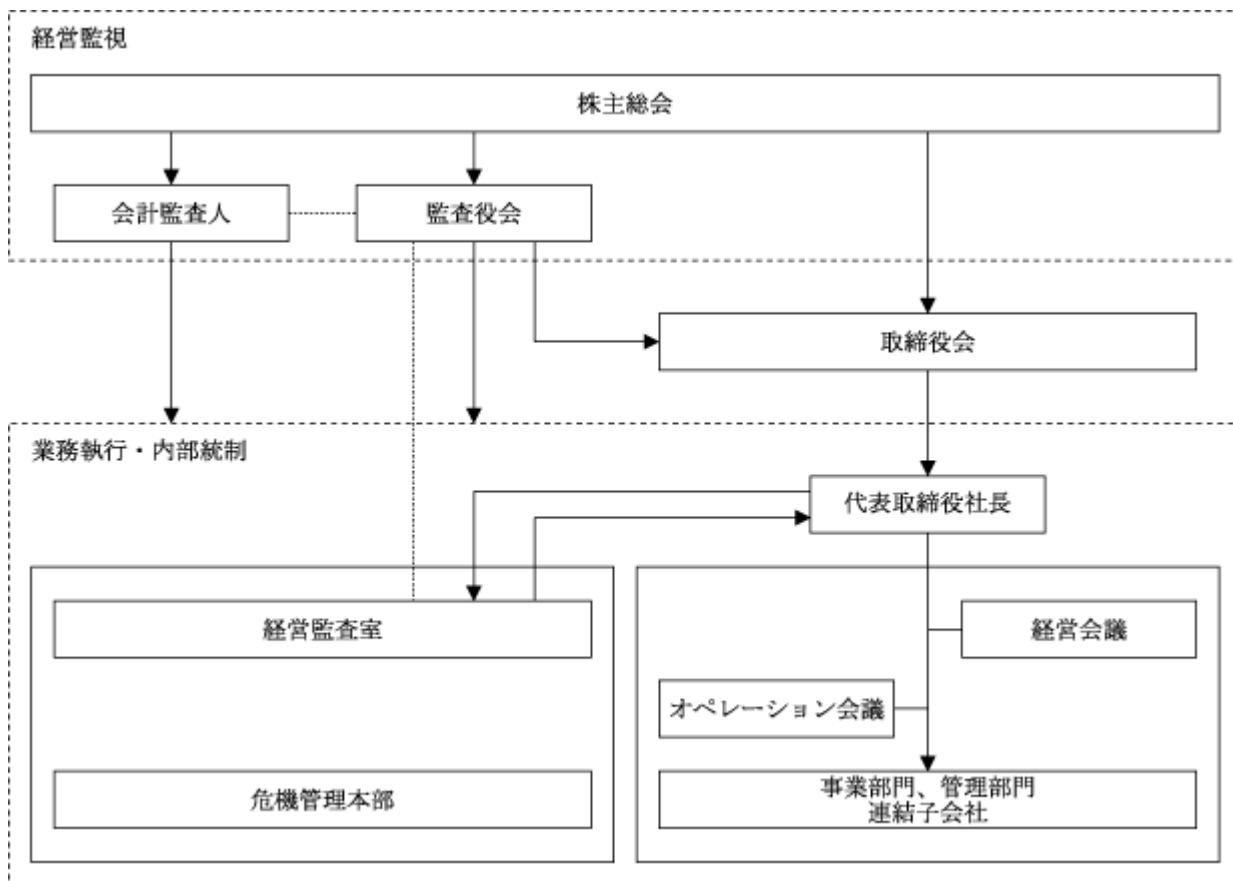 経営監視
株主総会
会計監査人
監査役会
取締役会
業務執行・内部統制
代表取締役社長
経営監査室
経営会議
オペレーション会議
危機管理本部
事業部門、管理部門
連結子会社